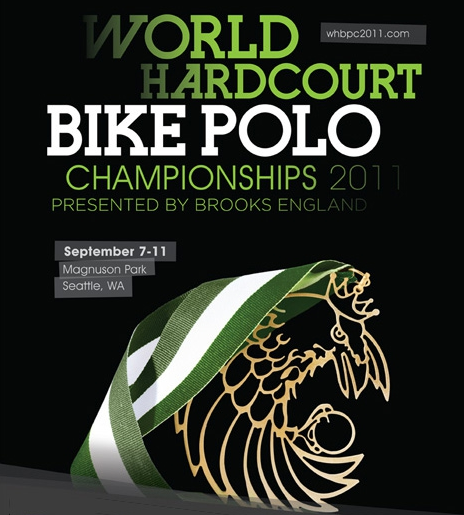 WORLD
whbpc2011.com
HARDCOURT
BIKE POLO
CHAMPIONSHIPS 2011
PRESENTED BY BROOKS ENGLAND
September 7-11
Magnuson Park
Seattle, WA